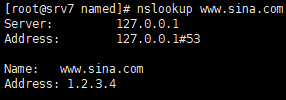 [root@srv7 named]# nslookup www.sina.com
Server: 127.0.0.1
Address: 127.0.0.1#53
Name: www.sina.com
Address: 1.2.3.4